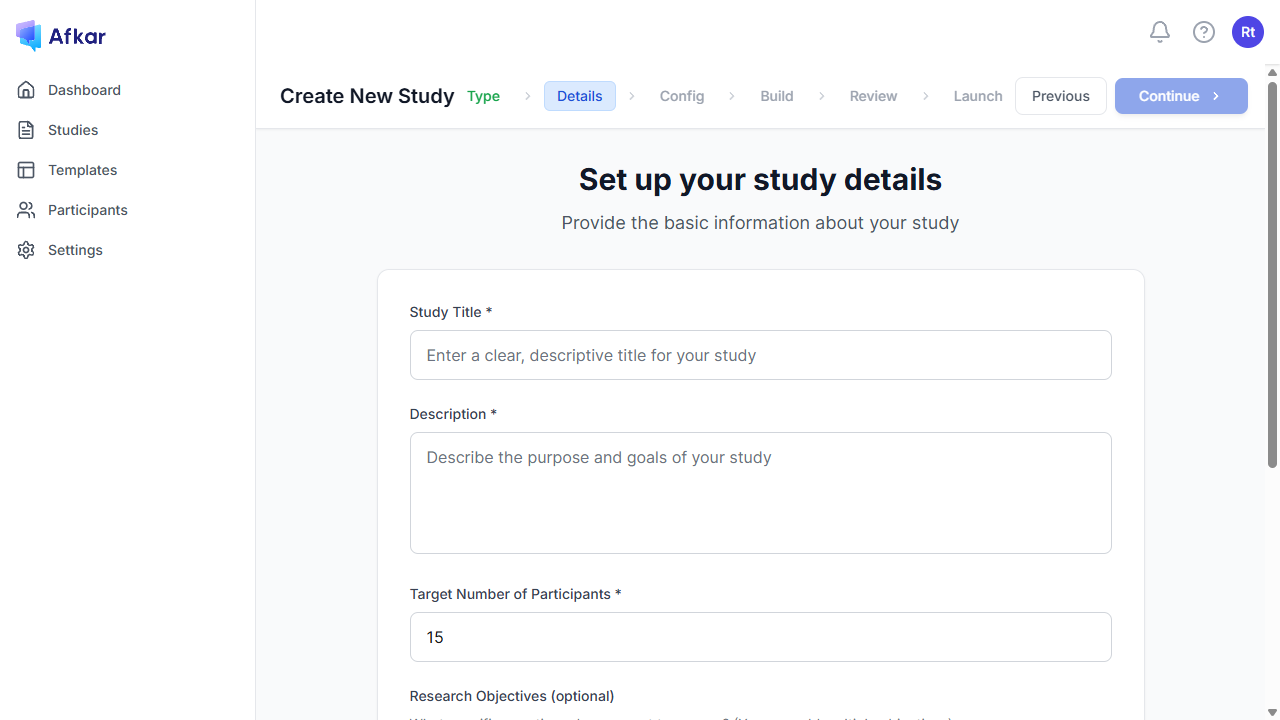 Afkar
Dashboard
Studies
Templates
Participants
Settings
Rt
Create New Study Type Details Config Build Review Launch Previous Continue
Set up your study details
Provide the basic information about your study
Study Title *
Enter a clear, descriptive title for your study
Description *
Describe the purpose and goals of your study
Target Number of Participants *
15
Research Objectives (optional)